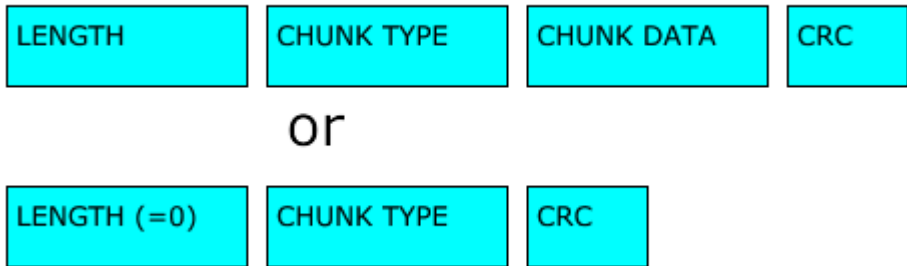 LENGTH CHUNK TYPE CHUNK DATA CRC
or
LENGTH (=0) CHUNK TYPE CRC